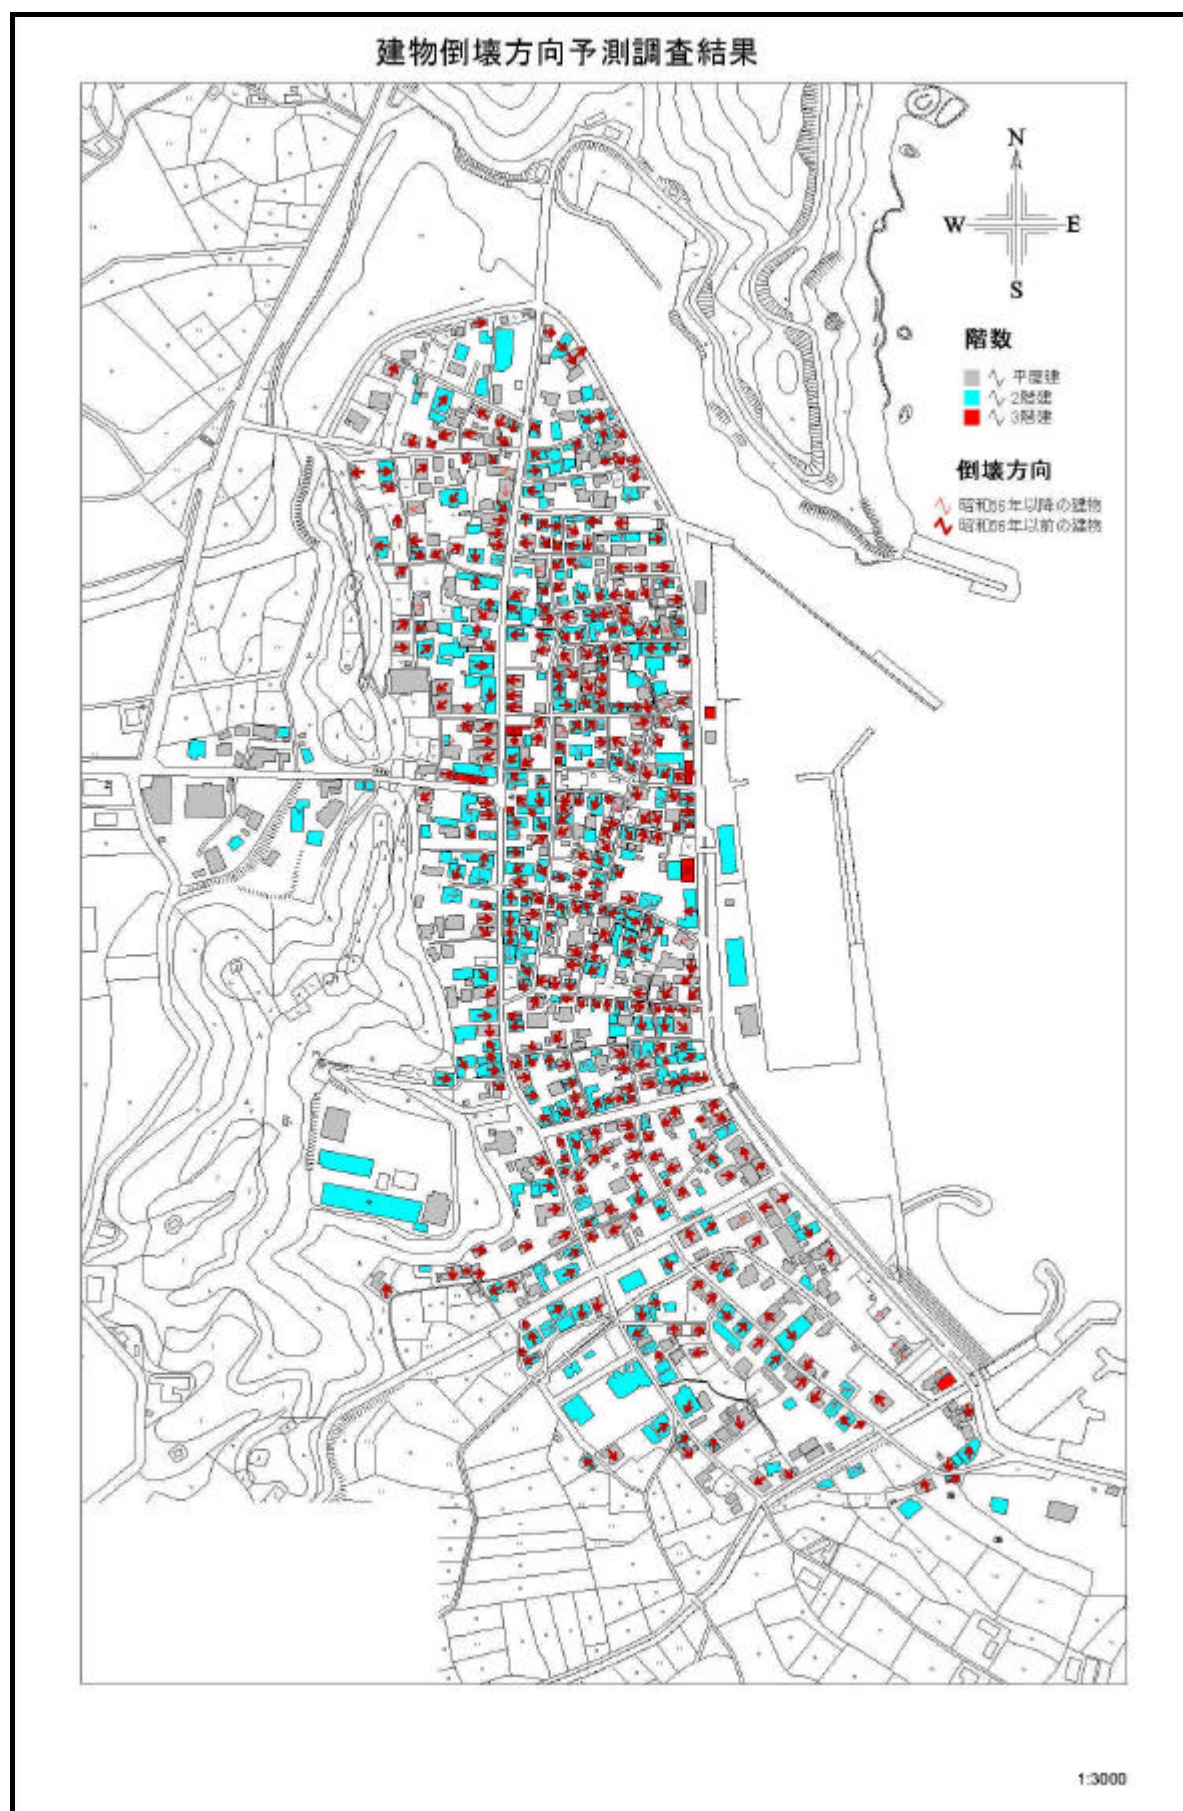 建物倒壊方向予測調査結果
N
W
E
S
階数
平屋建
2階建
3階建
倒壊方向
昭和56年以降の建物
昭和56年以前の建物
1:3000